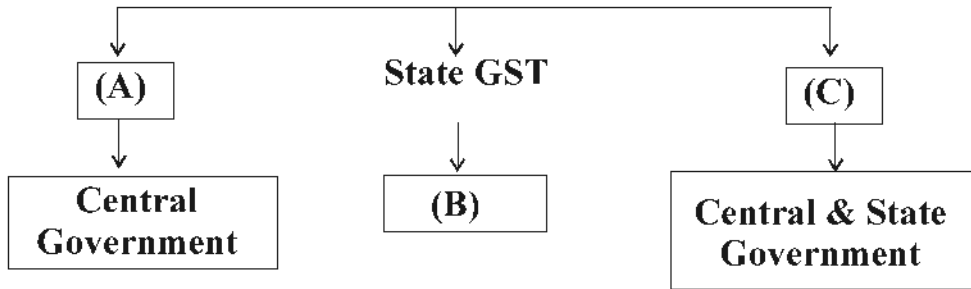 (A)
State GST
(C)
Central
Government
(B)
Central & State
Government